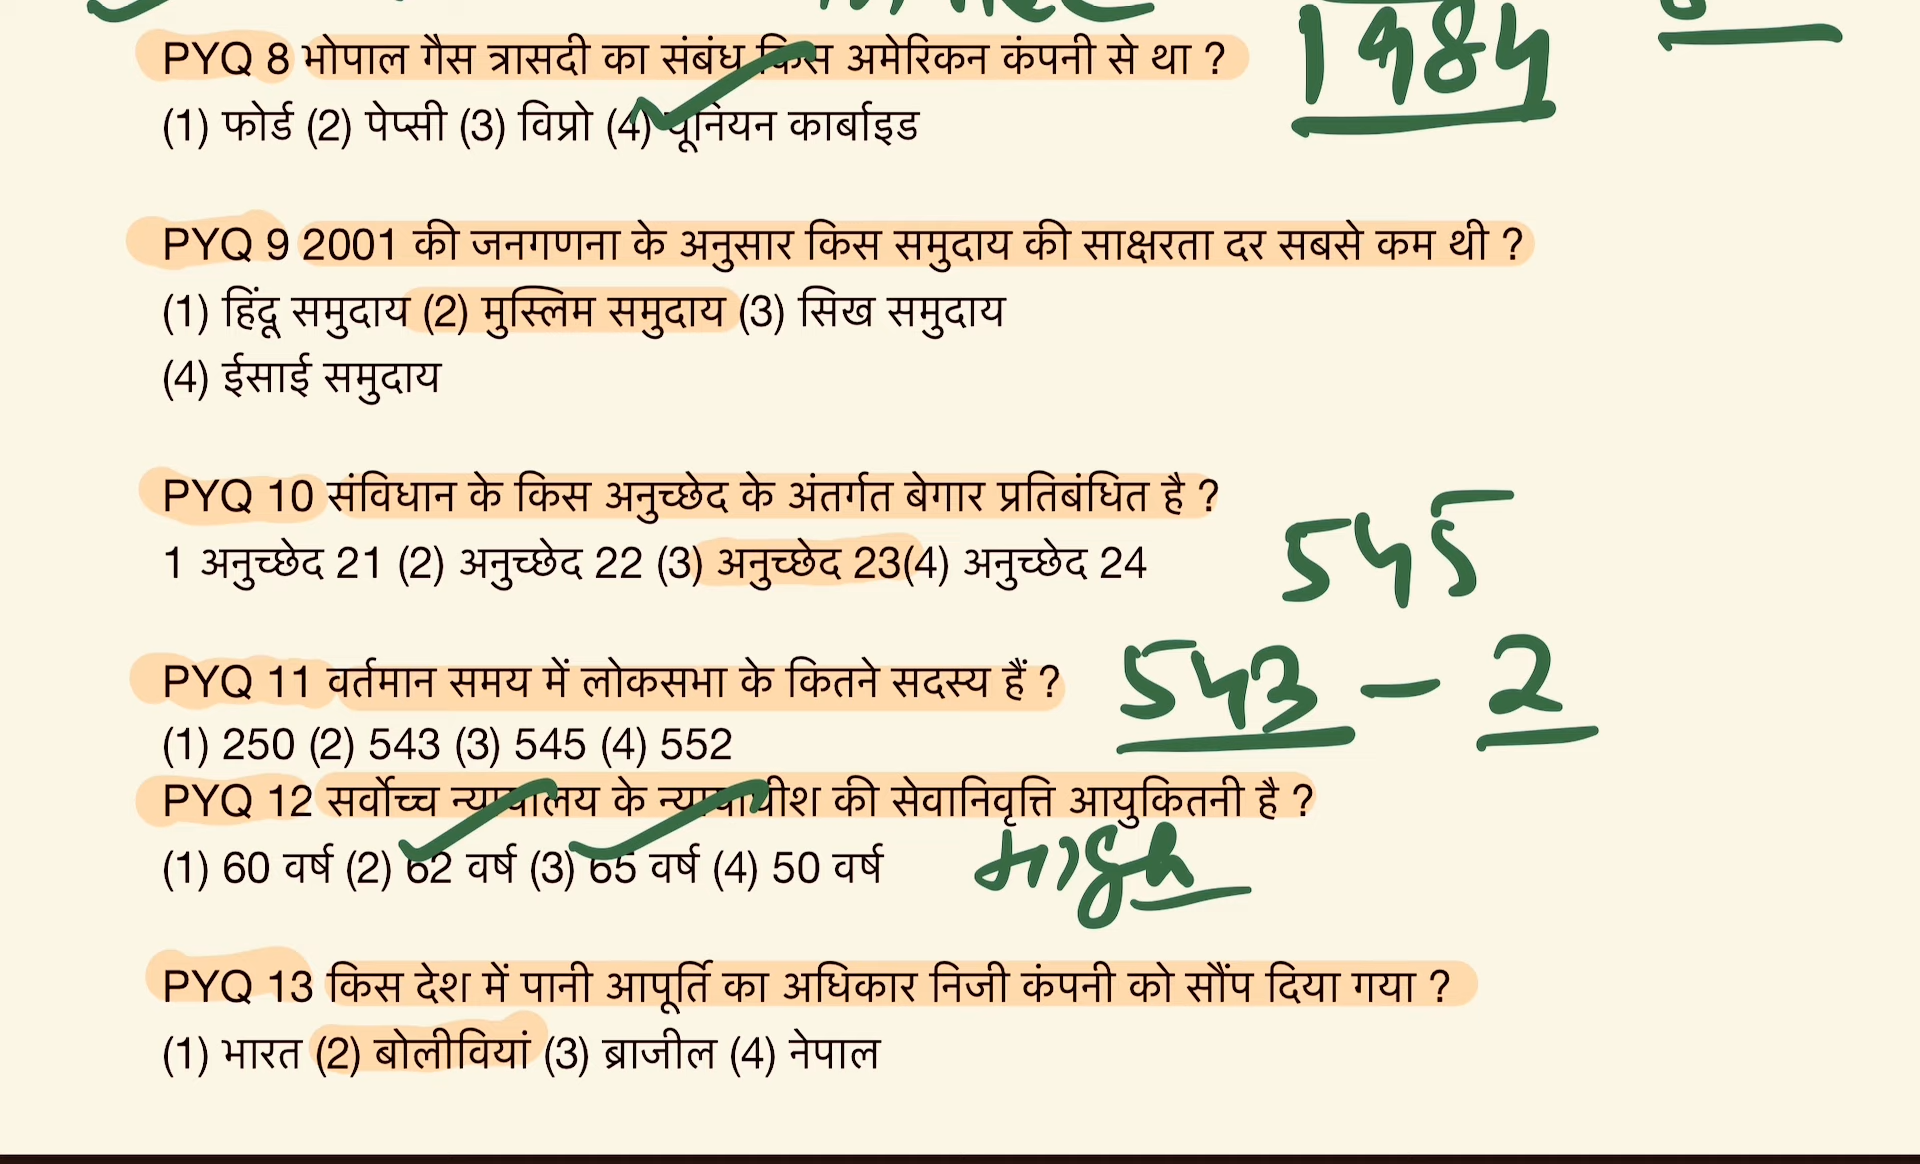 PYQ 8 भोपाल गैस त्रासदी का संबंध किस अमेरिकन कंपनी से था ?
1984
(1) फोर्ड (2) पेप्सी (3) विप्रो (4) यूनियन कार्बाइड
PYQ 9 2001 की जनगणना के अनुसार किस समुदाय की साक्षरता दर सबसे कम थी ?
(1) हिंदू समुदाय (2) मुस्लिम समुदाय (3) सिख समुदाय
(4) ईसाई समुदाय
PYQ 10 संविधान के किस अनुच्छेद के अंतर्गत बेगार प्रतिबंधित है ?
1 अनुच्छेद 21 (2) अनुच्छेद 22 (3) अनुच्छेद 23(4) अनुच्छेद 24
545
PYQ 11 वर्तमान समय में लोकसभा के कितने सदस्य हैं ?
543 - 2
(1) 250 (2) 543 (3) 545 (4) 552
PYQ 12 सर्वोच्च न्यायालय के न्यायाधीश की सेवानिवृत्ति आयुकितनी है ?
(1) 60 वर्ष (2) 62 वर्ष (3) 65 वर्ष (4) 50 वर्ष
PYQ 13 किस देश में पानी आपूर्ति का अधिकार निजी कंपनी को सौंप दिया गया ?
(1) भारत (2) बोलीवियां (3) ब्राजील (4) नेपाल